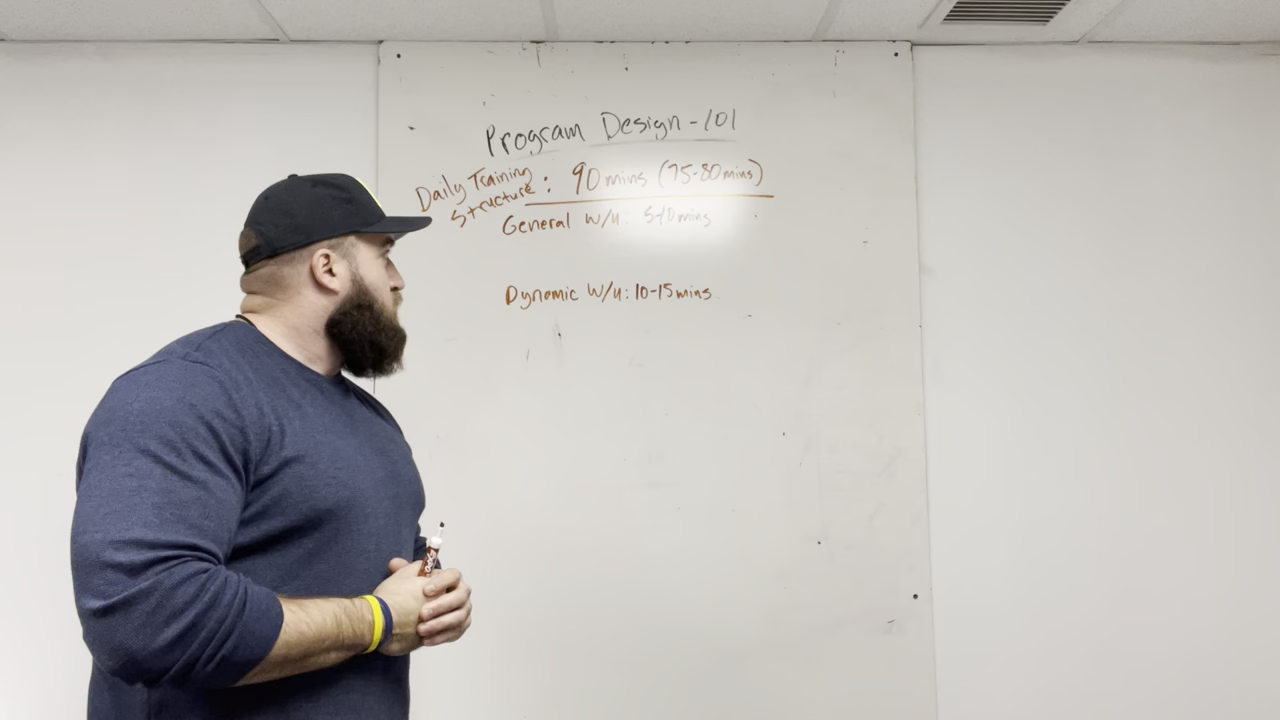 Program Design - 101
Daily Training Structure: 90 mins (75-80 mins)
General W/u: 5-10 mins
Dynamic W/u: 10-15 mins